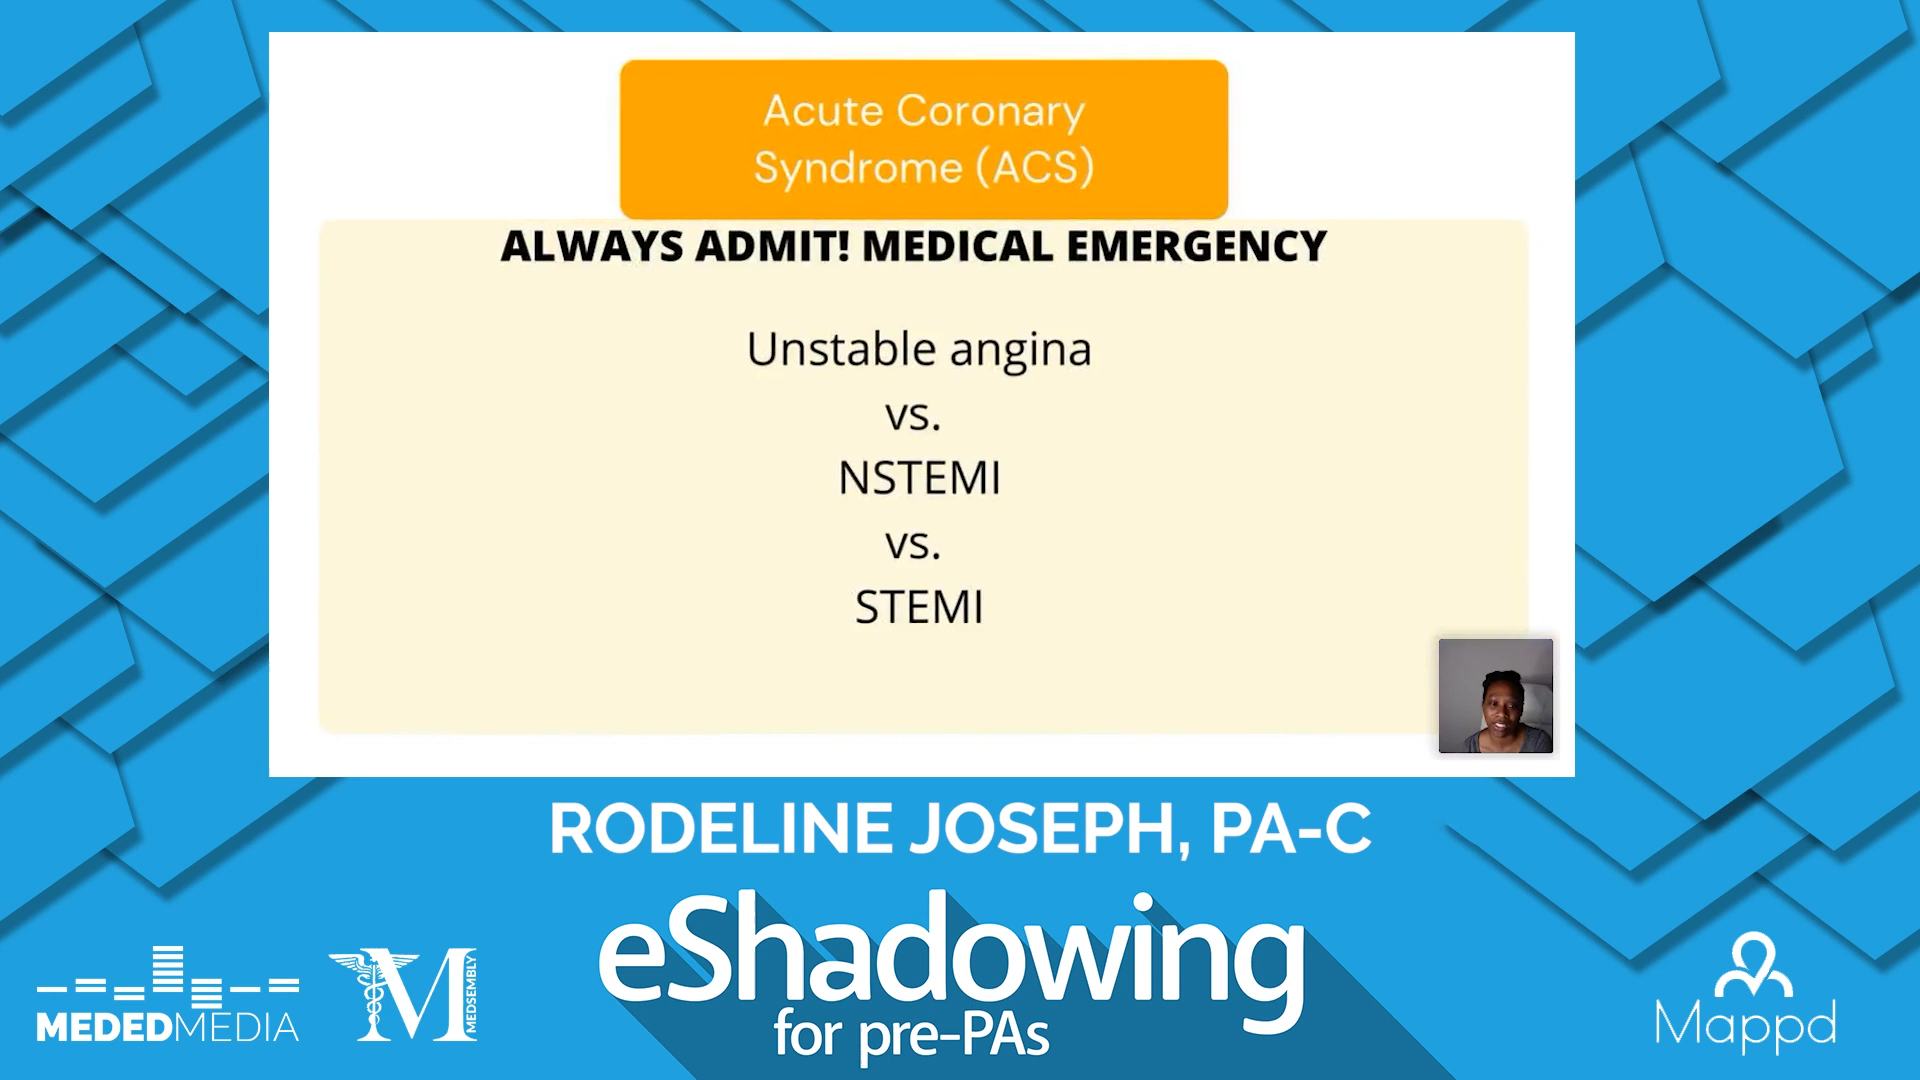 Acute Coronary
Syndrome (ACS)
ALWAYS ADMIT! MEDICAL EMERGENCY
Unstable angina
vs.
NSTEMI
vs.
STEMI
RODELINE JOSEPH, PA-C
eShadowing
for pre-PAs
MEDEDMEDIA
M MEDSEMBLY
Mappd